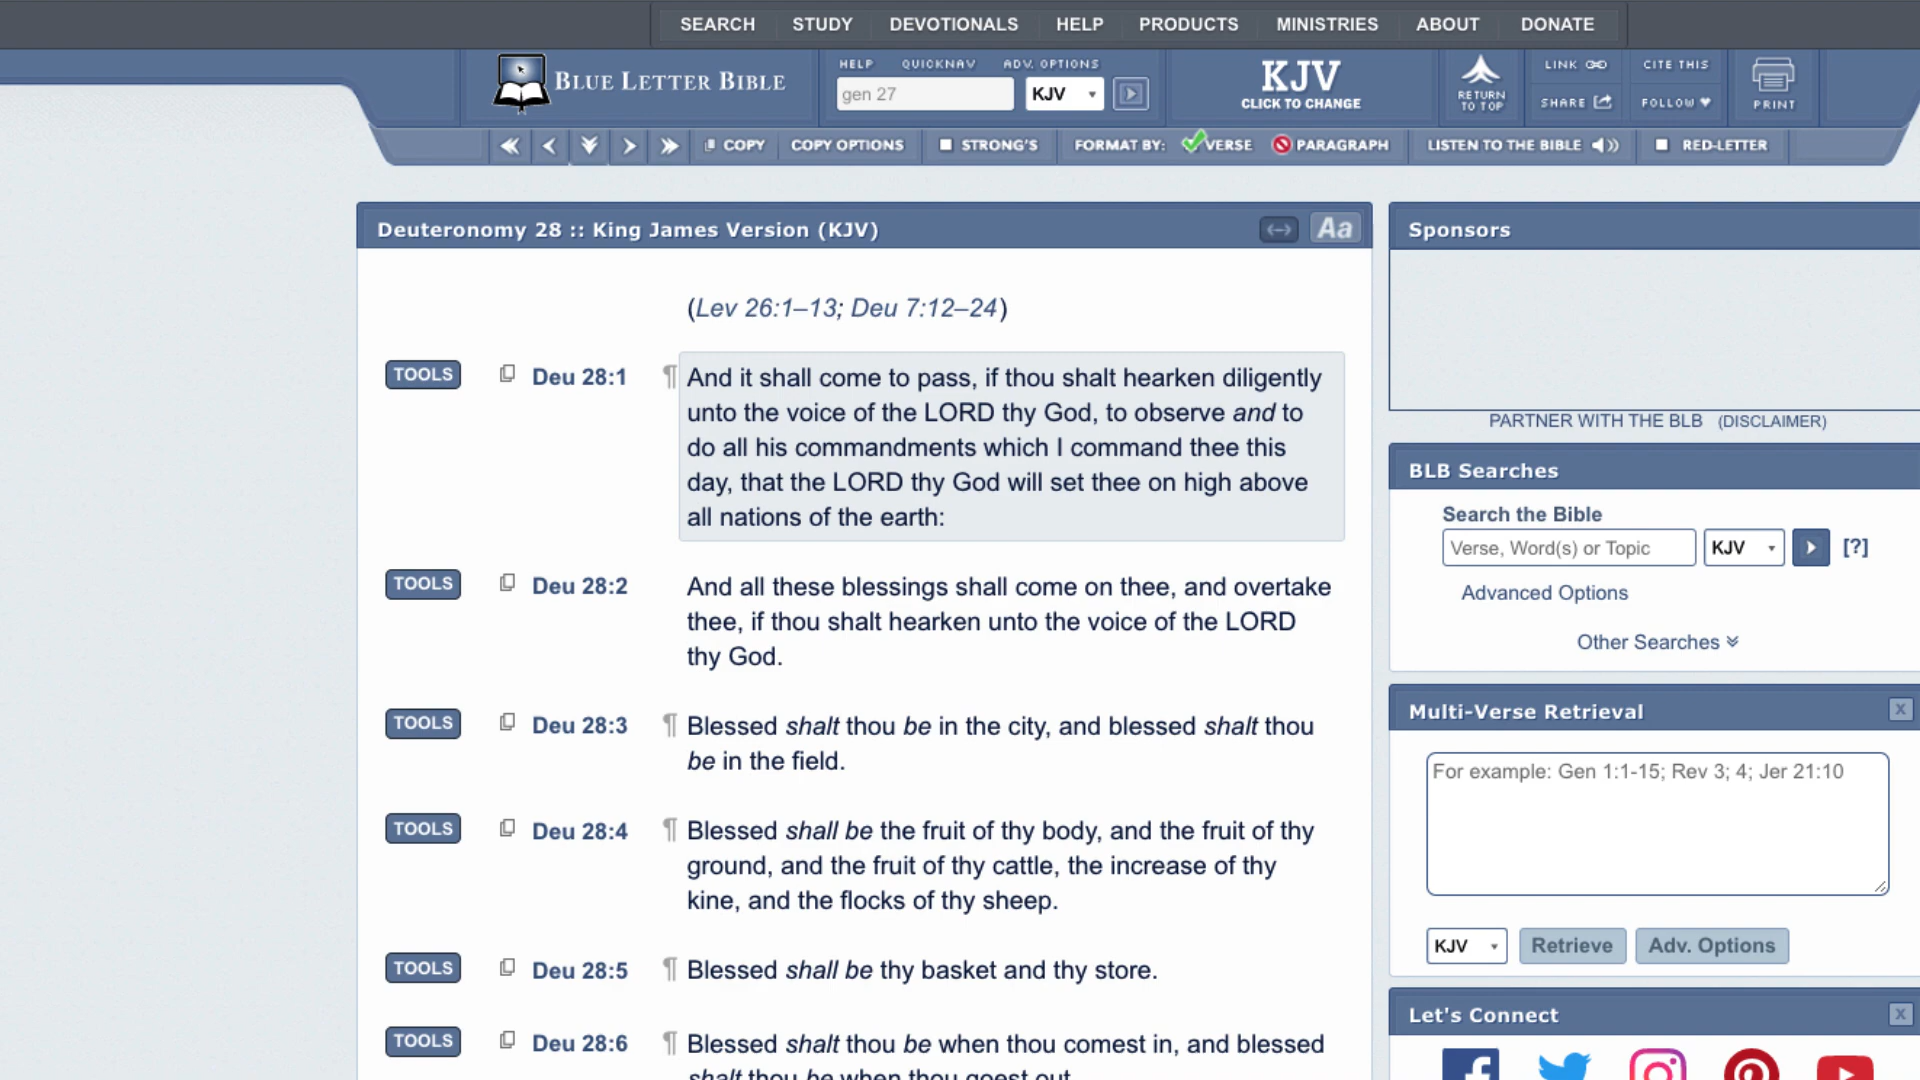 SEARCH STUDY DEVOTIONALS HELP PRODUCTS MINISTRIES ABOUT DONATE
BLUE LETTER BIBLE
HELP QUICKNAV ADV. OPTIONS
gen 27 KJV
KJV
CLICK TO CHANGE
RETURN
TO TOP
LINK
SHARE
CITE THIS
FOLLOW
PRINT
COPY COPY OPTIONS STRONG'S FORMAT BY: VERSE PARAGRAPH LISTEN TO THE BIBLE RED-LETTER
Deuteronomy 28 :: King James Version (KJV)
Aa
(Lev 26:1–13; Deu 7:12–24)
TOOLS Deu 28:1 ¶ And it shall come to pass, if thou shalt hearken diligently
unto the voice of the LORD thy God, to observe and to
do all his commandments which I command thee this
day, that the LORD thy God will set thee on high above
all nations of the earth:
TOOLS Deu 28:2 And all these blessings shall come on thee, and overtake
thee, if thou shalt hearken unto the voice of the LORD
thy God.
TOOLS Deu 28:3 ¶ Blessed shalt thou be in the city, and blessed shalt thou
be in the field.
TOOLS Deu 28:4 ¶ Blessed shall be the fruit of thy body, and the fruit of thy
ground, and the fruit of thy cattle, the increase of thy
kine, and the flocks of thy sheep.
TOOLS Deu 28:5 ¶ Blessed shall be thy basket and thy store.
TOOLS Deu 28:6 ¶ Blessed shalt thou be when thou comest in, and blessed
shalt thou be when thou goest out.
Sponsors
PARTNER WITH THE BLB (DISCLAIMER)
BLB Searches
Search the Bible
Verse, Word(s) or Topic KJV [?]
Advanced Options
Other Searches
Multi-Verse Retrieval X
For example: Gen 1:1-15; Rev 3; 4; Jer 21:10
KJV Retrieve Adv. Options
Let's Connect X